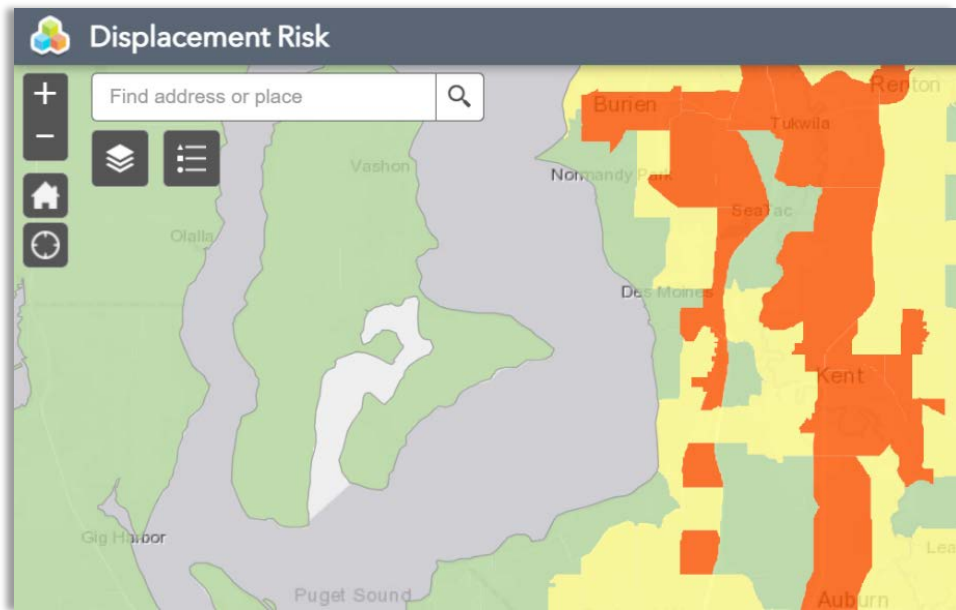 Displacement Risk
+
Find address or place
−
Renton
Burien
Tukwila
Vashon
Normandy Park
SeaTac
Olalla
Des Moines
Kent
Gig Harbor
Puget Sound
Auburn
Lea